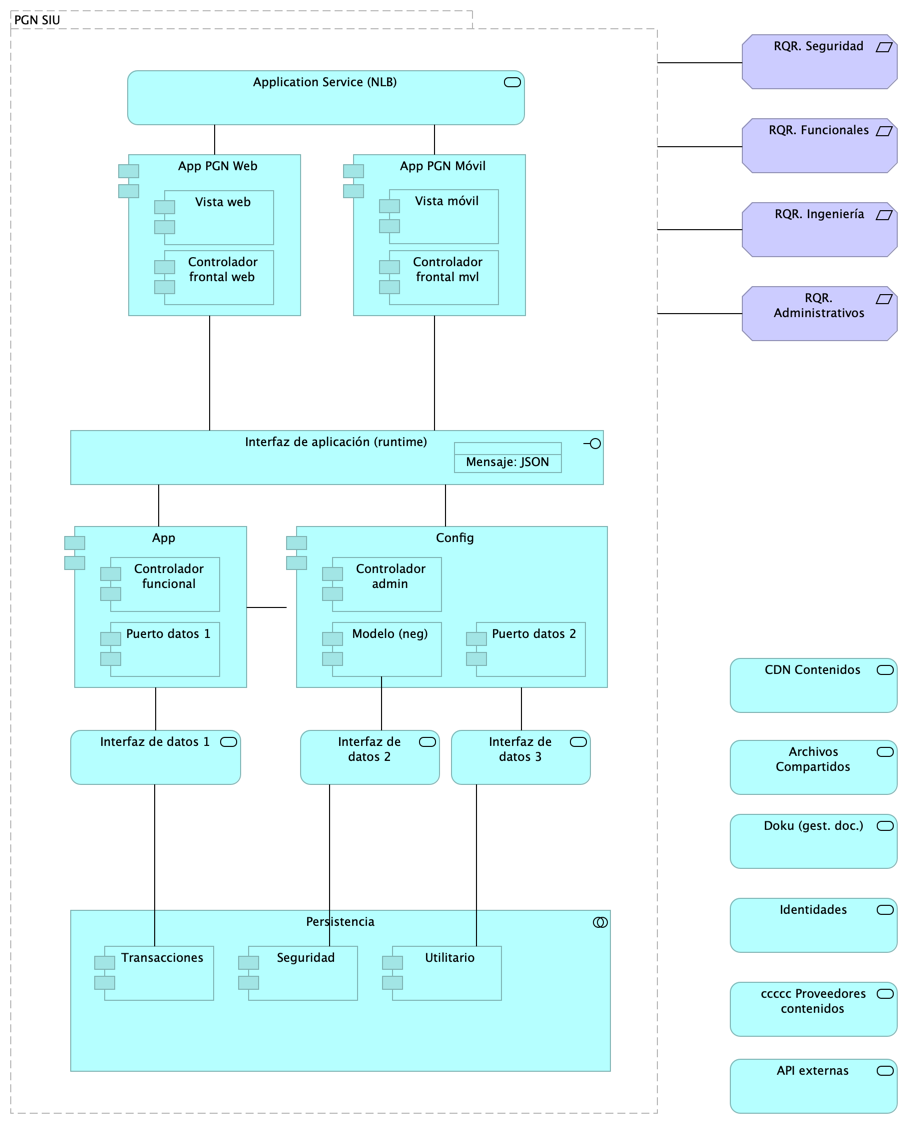 PGN SIU
Application Service (NLB)
App PGN Web
Vista web
Controlador
frontal web
App PGN Móvil
Vista móvil
Controlador
frontal mvl
Interfaz de aplicación (runtime)
Mensaje: JSON
App
Controlador
funcional
Puerto datos 1
Config
Controlador
admin
Modelo (neg)
Puerto datos 2
Interfaz de datos 1
Interfaz de
datos 2
Interfaz de
datos 3
Persistencia
Transacciones
Seguridad
Utilitario
RQR. Seguridad
RQR. Funcionales
RQR. Ingeniería
RQR.
Administrativos
CDN Contenidos
Archivos
Compartidos
Doku (gest. doc.)
Identidades
ccccc Proveedores
contenidos
API externas